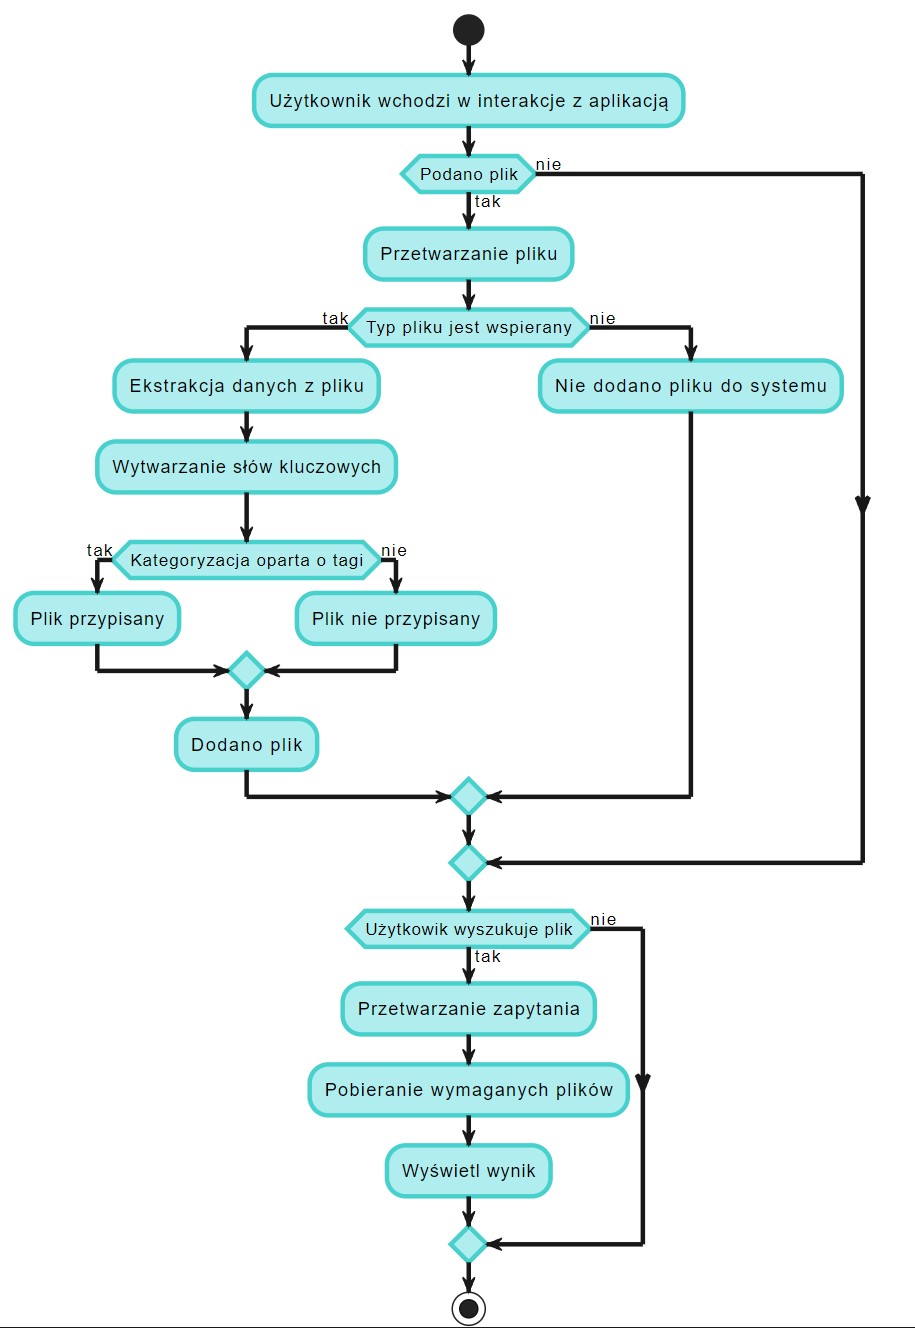 Użytkownik wchodzi w interakcje z aplikacją
Podano plik
nie
tak
Przetwarzanie pliku
tak
Typ pliku jest wspierany
nie
Ekstrakcja danych z pliku
Nie dodano pliku do systemu
Wytwarzanie słów kluczowych
tak
Kategoryzacja oparta o tagi
nie
Plik przypisany
Plik nie przypisany
Dodano plik
Użytkowik wyszukuje plik
nie
tak
Przetwarzanie zapytania
Pobieranie wymaganych plików
Wyświetl wynik